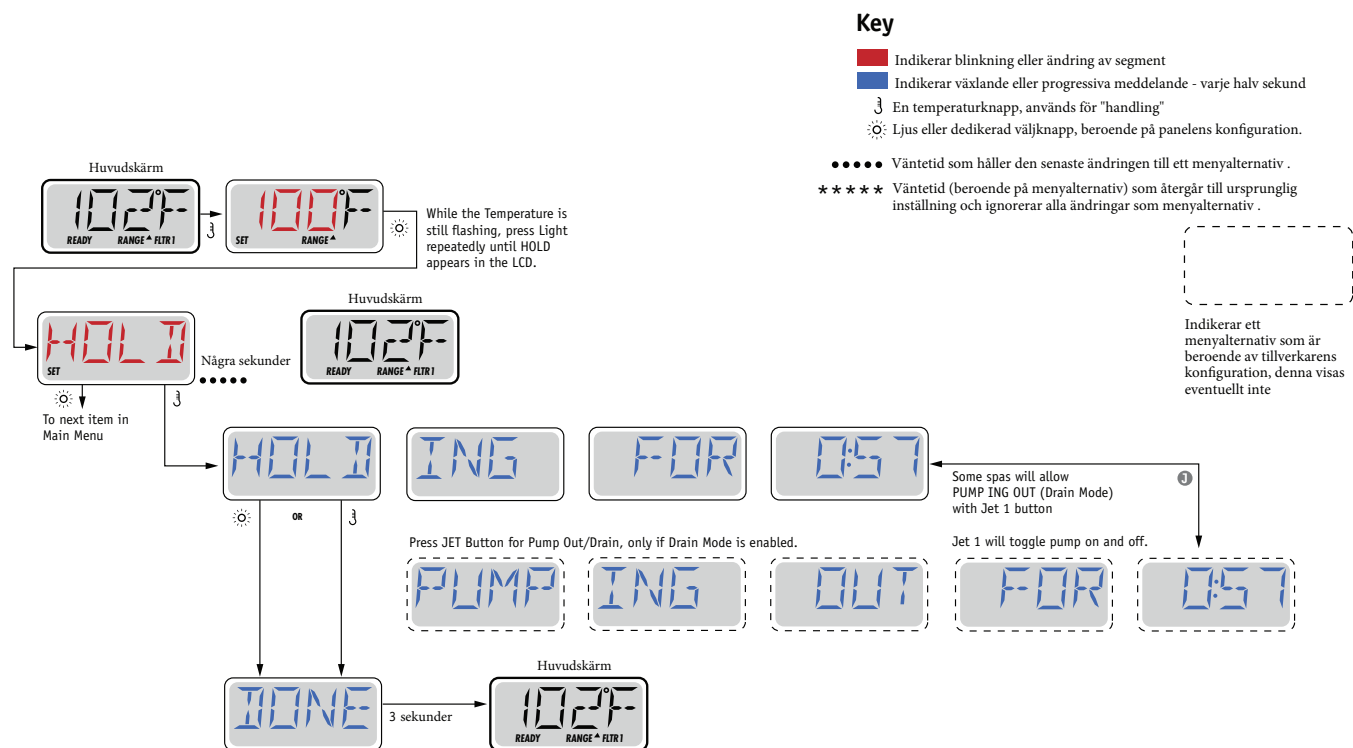 Key
Indikerar blinkning eller ändring av segment
Indikerar växlande eller progressiva meddelande - varje halv sekund
En temperaturknapp, används för "handling"
Ljus eller dedikerad väljknapp, beroende på panelens konfiguration.
Väntetid som håller den senaste ändringen till ett menyalternativ .
***** Väntetid (beroende på menyalternativ) som återgår till ursprunglig
inställning och ignorerar alla ändringar som menyalternativ .
Indikerar ett
menyalternativ som är
beroende av tillverkarens
konfiguration, denna visas
eventuellt inte
Huvudskärm
102°F
READY RANGE FLTR1
100°F
SET RANGE
While the Temperature is
still flashing, press Light
repeatedly until HOLD
appears in the LCD.
HOLD
SET
Några sekunder
Huvudskärm
102°F
READY RANGE FLTR1
To next item in
Main Menu
HOLD
ING
FOR
0:57
Some spas will allow
PUMP ING OUT (Drain Mode)
with Jet 1 button
J
OR
Press JET Button for Pump Out/Drain, only if Drain Mode is enabled.
Jet 1 will toggle pump on and off.
PUMP
ING
OUT
FOR
0:57
DONE
3 sekunder
Huvudskärm
102°F
READY RANGE FLTR1